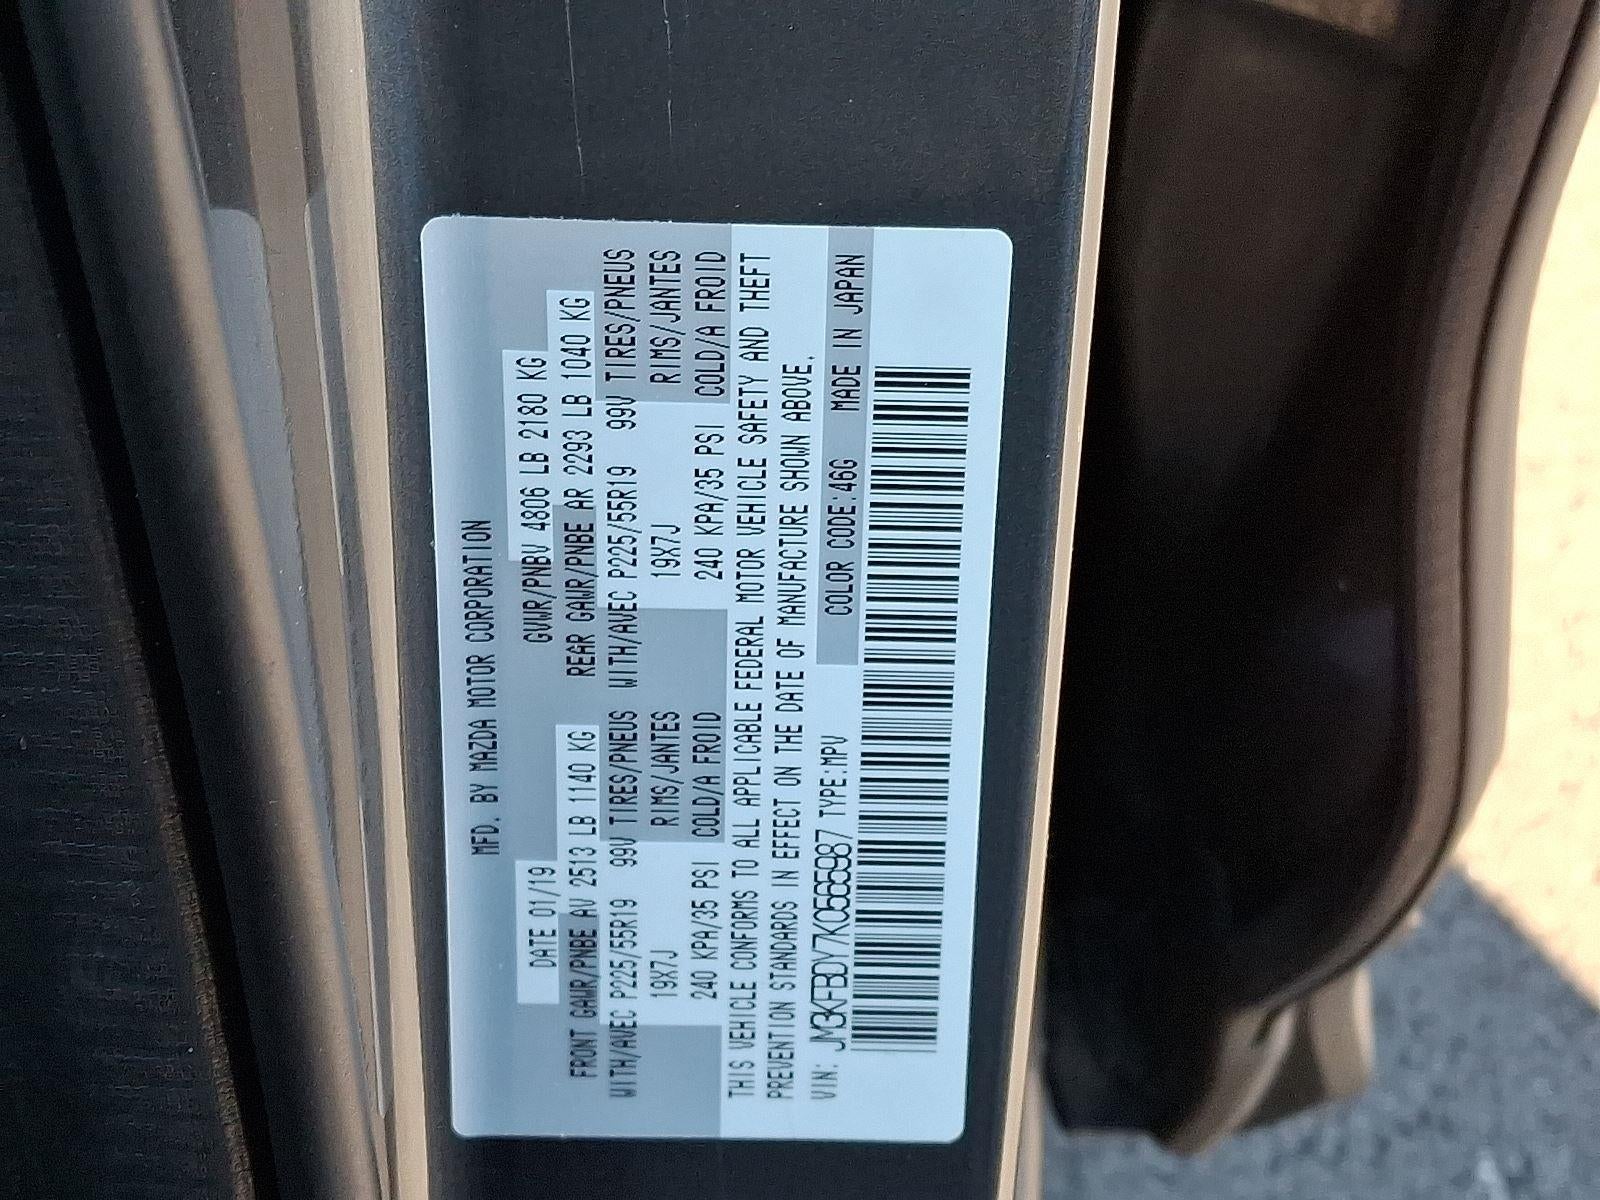 MFD. BY MAZDA MOTOR CORPORATION
DATE 01/19 GVWR/PNBV 4806 LB 2180 KG
FRONT GAWR/PNBE AV 2513 LB 1140 KG REAR GAWR/PNBE AR 2293 LB 1040 KG
WITH/AVEC P225/55R19 99V TIRES/PNEUS WITH/AVEC P225/55R19 99V TIRES/PNEUS
19X7J RIMS/JANTES 19X7J RIMS/JANTES
240 KPA/35 PSI COLD/A FROID 240 KPA/35 PSI COLD/A FROID
THIS VEHICLE CONFORMS TO ALL APPLICABLE FEDERAL MOTOR VEHICLE SAFETY AND THEFT
PREVENTION STANDARDS IN EFFECT ON THE DATE OF MANUFACTURE SHOWN ABOVE.
VIN: JM3KFBDY7K0565987 TYPE:MPV COLOR CODE:46G MADE IN JAPAN